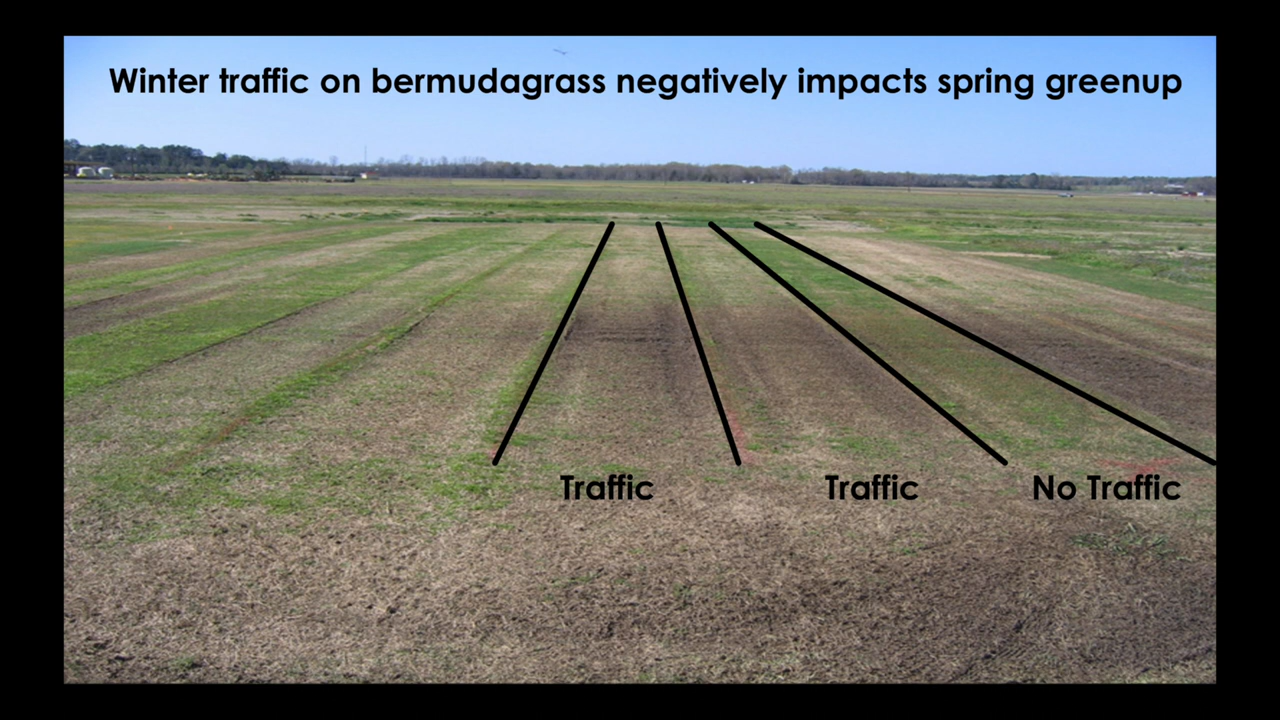 Winter traffic on bermudagrass negatively impacts spring greenup
Traffic
Traffic
No Traffic